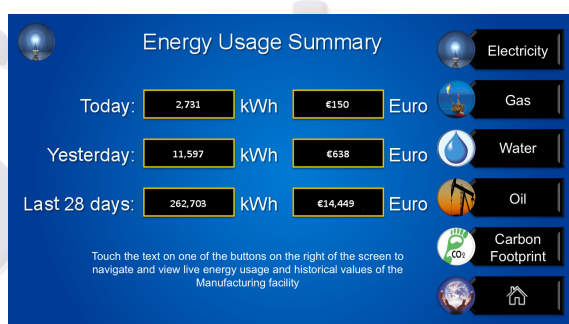 Energy Usage Summary
Today: 2,731 kWh €150 Euro
Yesterday: 11,597 kWh €638 Euro
Last 28 days: 262,703 kWh €14,449 Euro
Touch the text on one of the buttons on the right of the screen to
navigate and view live energy usage and historical values of the
Manufacturing facility
Electricity
Gas
Water
Oil
CO2
Carbon
Footprint